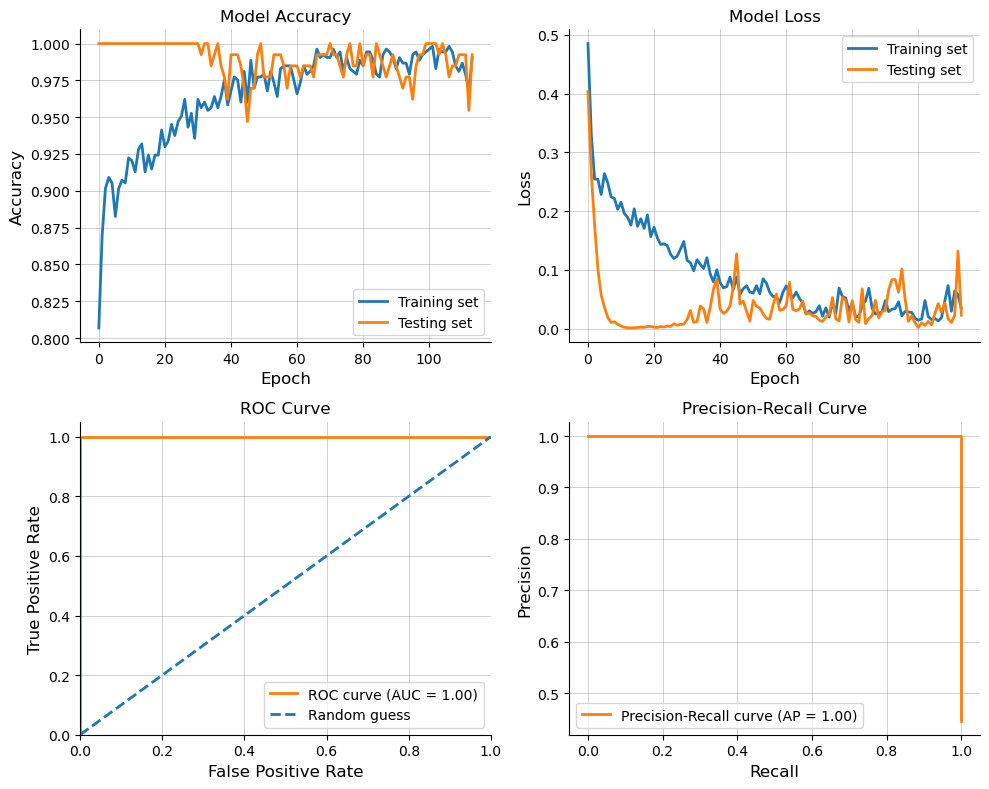 Model Accuracy
1.000
0.975
0.950
0.925
0.900
0.875
0.850
0.825
0.800
Accuracy
Training set
Testing set
0 20 40 60 80 100
Epoch
Model Loss
0.5
0.4
0.3
0.2
0.1
0.0
Loss
Training set
Testing set
0 20 40 60 80 100
Epoch
ROC Curve
1.0
0.8
0.6
0.4
0.2
0.0
True Positive Rate
ROC curve (AUC = 1.00)
Random guess
0.0 0.2 0.4 0.6 0.8 1.0
False Positive Rate
Precision-Recall Curve
1.0
0.9
0.8
0.7
0.6
0.5
Precision
Precision-Recall curve (AP = 1.00)
0.0 0.2 0.4 0.6 0.8 1.0
Recall